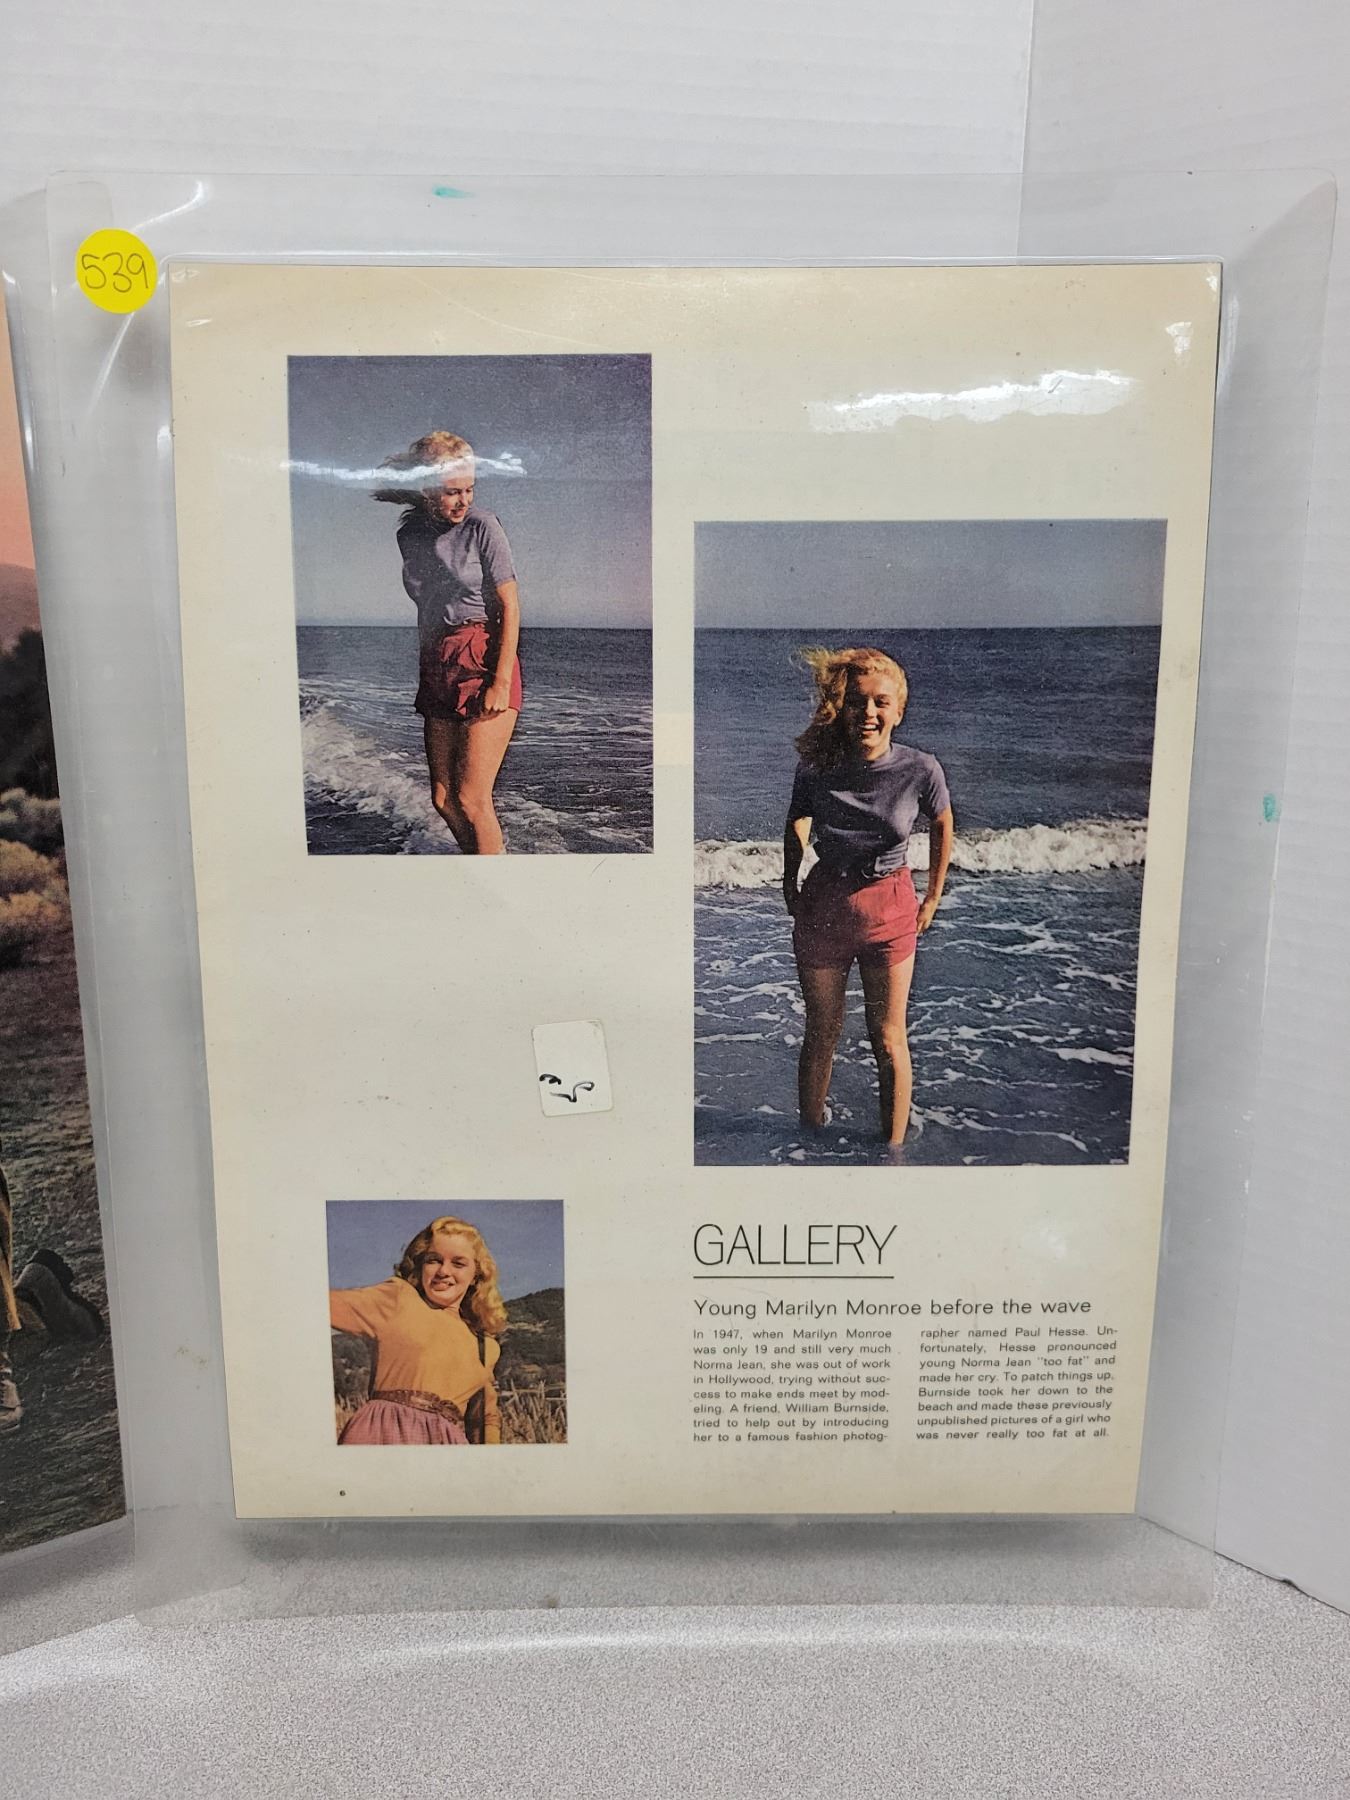 539
GALLERY
Young Marilyn Monroe before the wave
In 1947, when Marilyn Monroe
was only 19 and still very much
Norma Jean, she was out of work
in Hollywood, trying without suc-
cess to make ends meet by mod-
eling. A friend, William Burnside,
tried to help out by introducing
her to a famous fashion photog-
rapher named Paul Hesse. Un-
fortunately, Hesse pronounced
young Norma Jean "too fat" and
made her cry. To patch things up,
Burnside took her down to the
beach and made these previously
unpublished pictures of a girl who
was never really too fat at all.
6